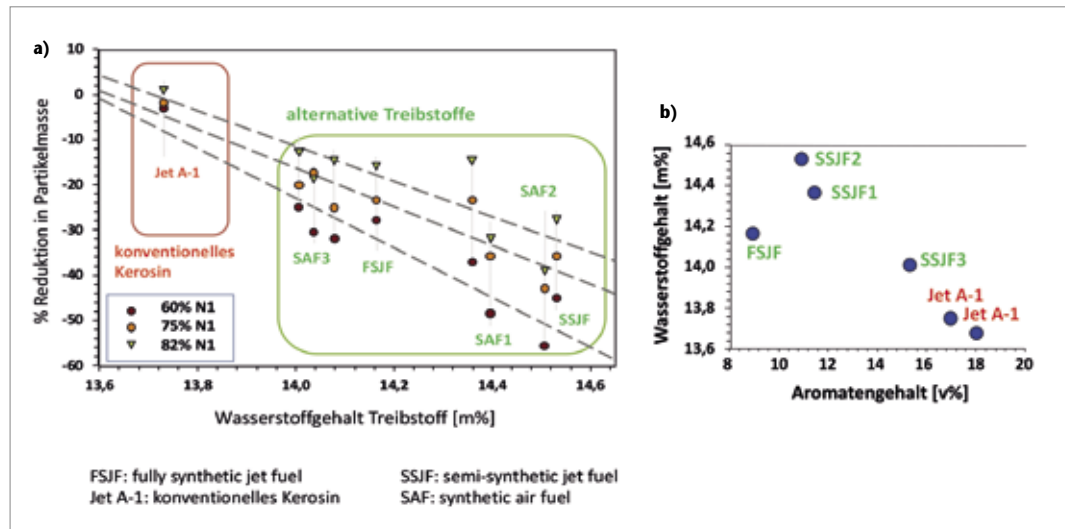 a)
% Reduktion in Partikelmasse
10
0
-10
-20
-30
-40
-50
-60
Jet A-1
konventionelles
Kerosin
alternative Treibstoffe
SAF3
FSJF
SAF1
SAF2
SSJF
60% N1
75% N1
82% N1
13,6
13,8
14,0
14,2
14,4
14,6
Wasserstoffgehalt Treibstoff [m%]
b)
Wasserstoffgehalt [m%]
14,6
14,4
14,2
14,0
13,8
13,6
SSJF2
SSJF1
FSJF
SSJF3
Jet A-1
Jet A-1
8
10
12
14
16
18
20
Aromatengehalt [v%]
FSJF: fully synthetic jet fuel
SSJF: semi-synthetic jet fuel
Jet A-1: konventionelles Kerosin
SAF: synthetic air fuel